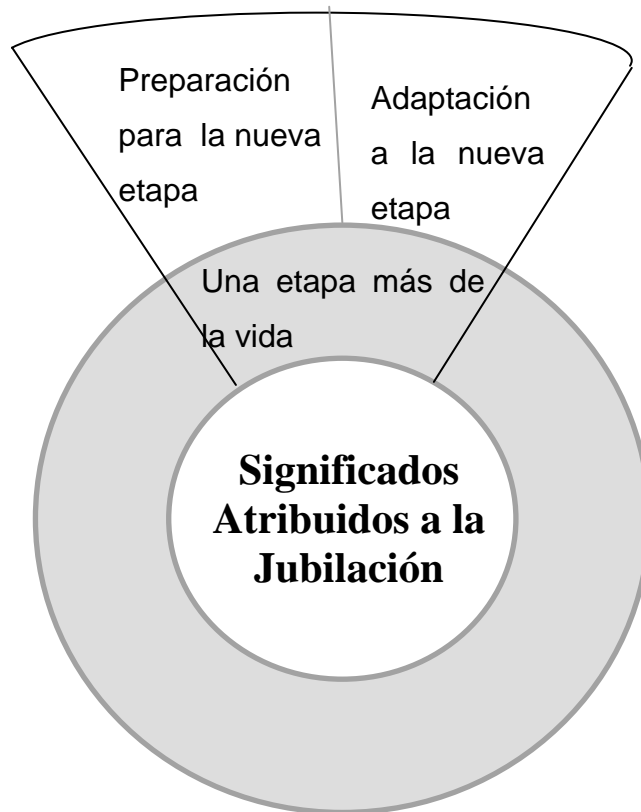 Preparación
para la nueva
etapa
Adaptación
a la nueva
etapa
Una etapa más de
la vida
Significados
Atribuidos a la
Jubilación